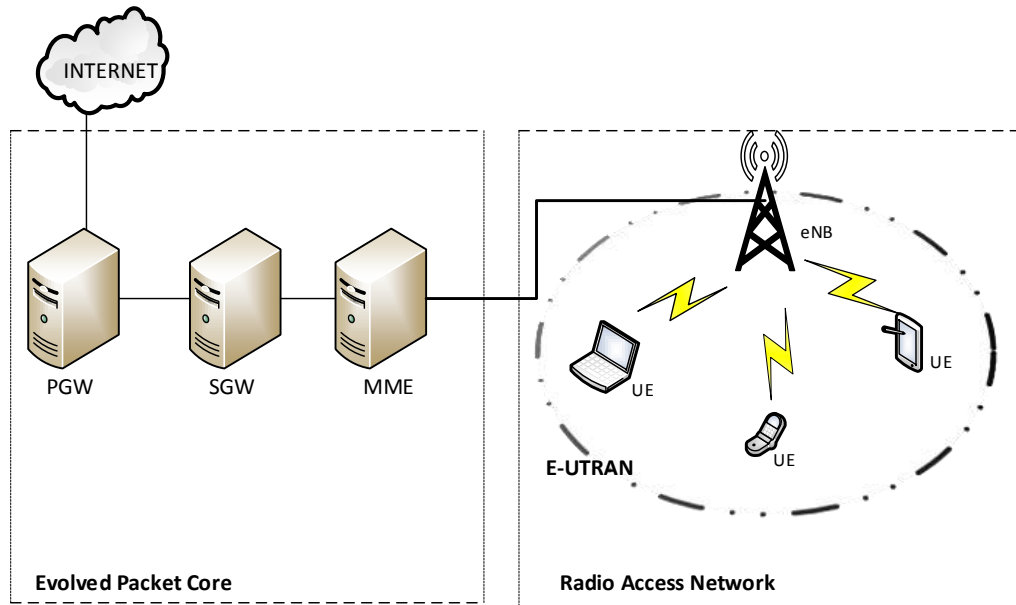 INTERNET
eNB
PGW
SGW
MME
UE
UE
UE
E-UTRAN
Evolved Packet Core
Radio Access Network